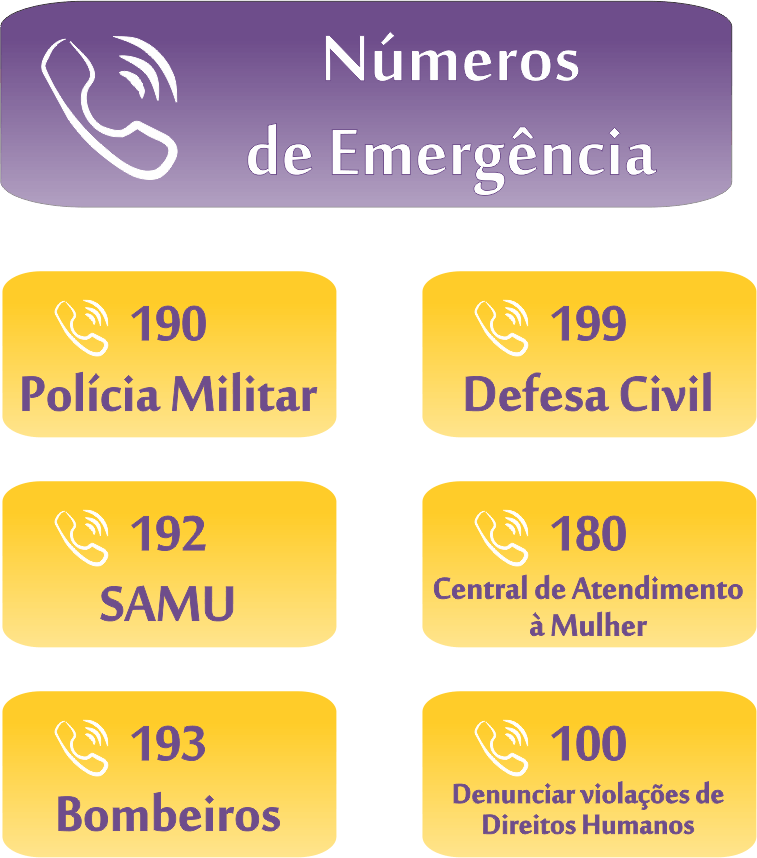 Números
de Emergência
190
Polícia Militar
199
Defesa Civil
192
SAMU
180
Central de Atendimento
à Mulher
193
Bombeiros
100
Denunciar violações de
Direitos Humanos